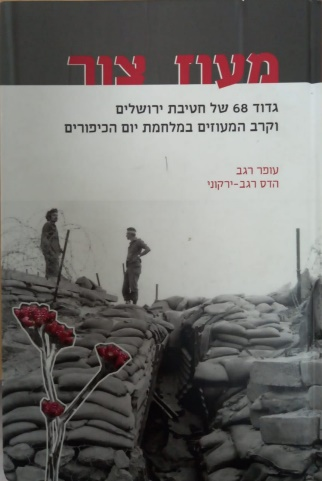 מעוז צור
גדוד 68 של חטיבת ירושלים
וקרב המעוזים במלחמת יום הכיפורים
עופר רגב
הדס רגב-ירקוני